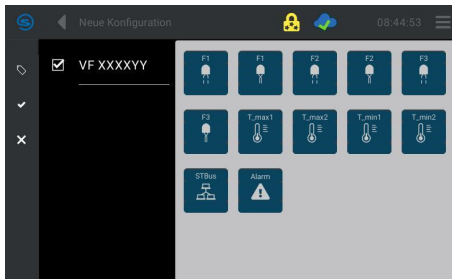 Neue Konfiguration
08:44:53
VF XXXXYY
F1 F1 F2 F2 F3
F3 T_max1 T_max2 T_min1 T_min2
STBus Alarm